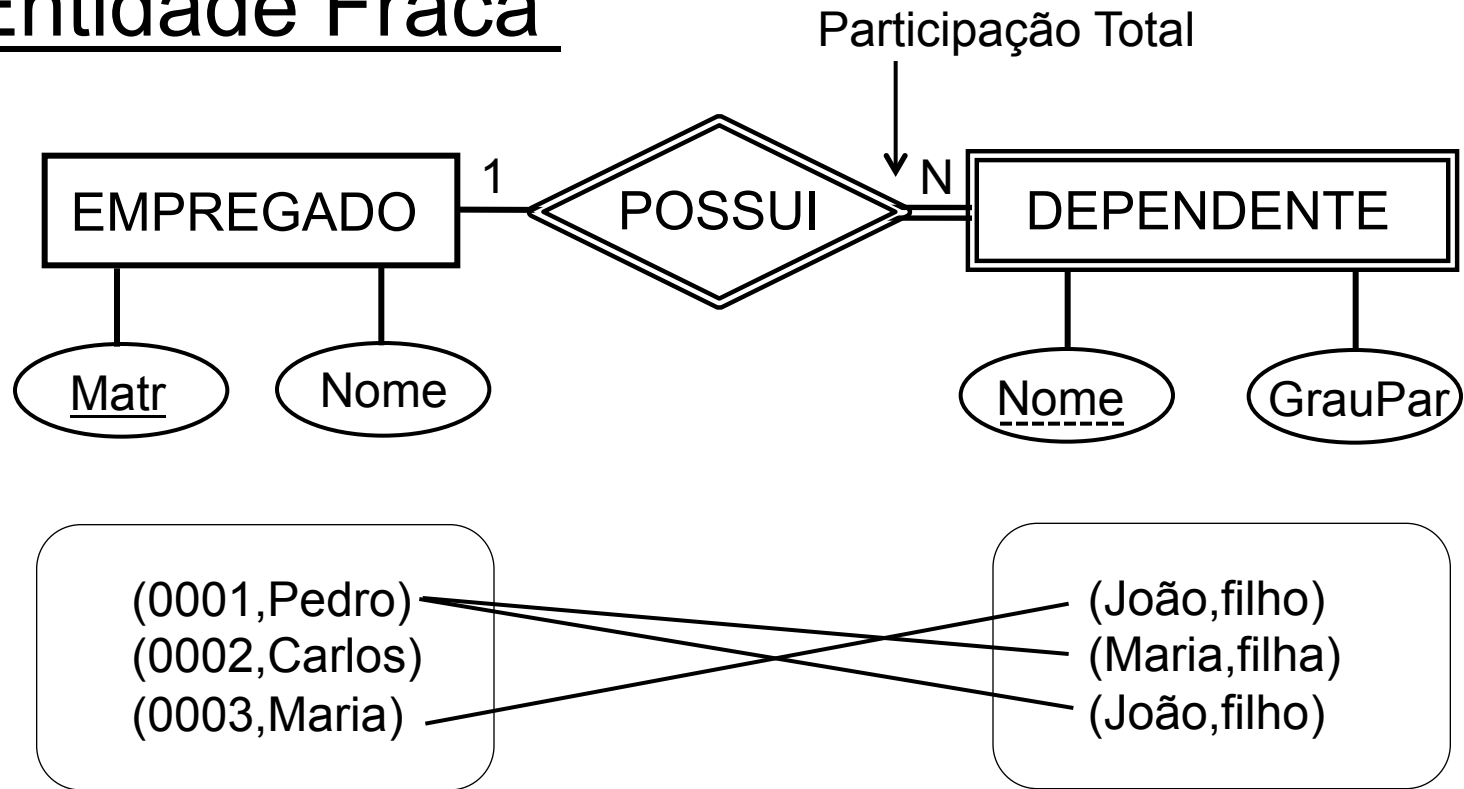 Entidade Fraca
Participação Total
1
N
EMPREGADO
POSSUI
DEPENDENTE
Matr
Nome
Nome
GrauPar
(0001,Pedro)
(0002,Carlos)
(0003,Maria)
(João,filho)
(Maria,filha)
(João,filho)